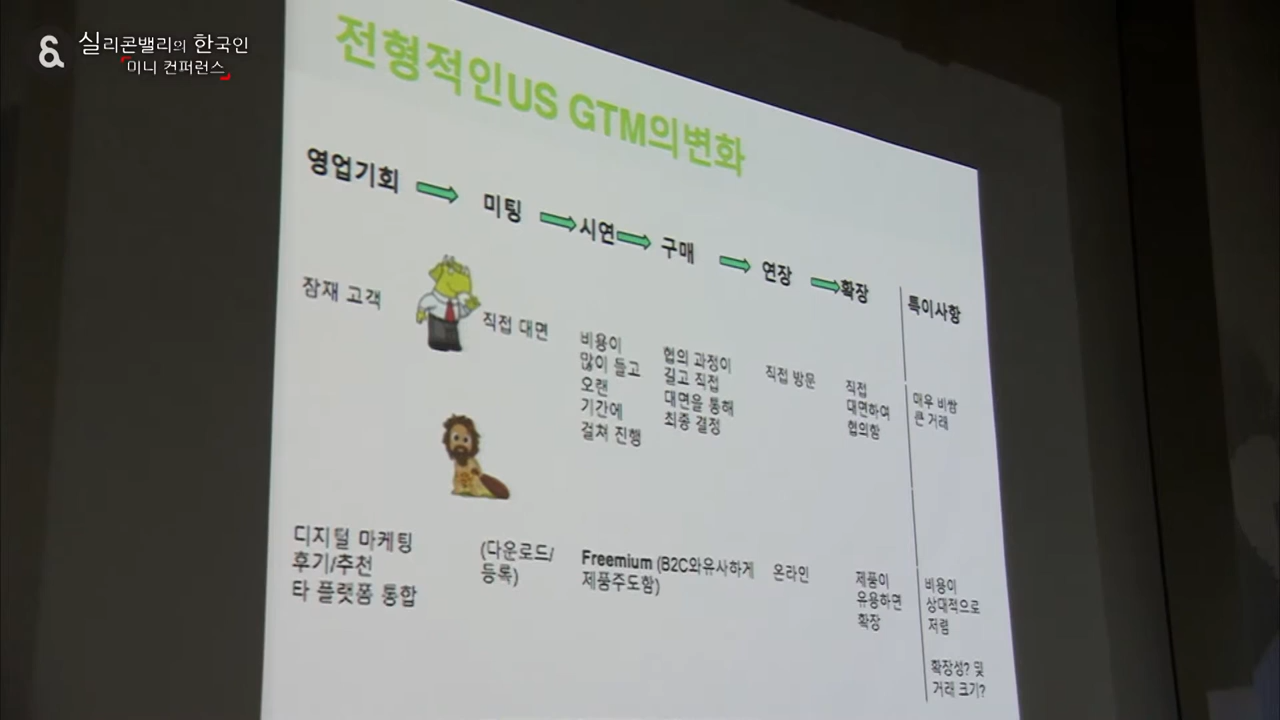 실리콘밸리의 한국인
미니 컨퍼런스
전형적인US GTM의변화
영업기회
미팅
시연
구매
연장
확장
특이사항
잠재 고객
직접 대면
비용이
많이 들고
오랜
기간에
걸쳐 진행
협의 과정이
길고 직접
대면을 통해
최종 결정
직접 방문
직접
대면하여
협의함
매우 비쌈
큰 거래
디지털 마케팅
후기/추천
타 플랫폼 통합
(다운로드/
등록)
Freemium (B2C와유사하게
제품주도함)
온라인
제품이
유용하면
확장
비용이
상대적으로
저렴
확장성? 및
거래 크기?